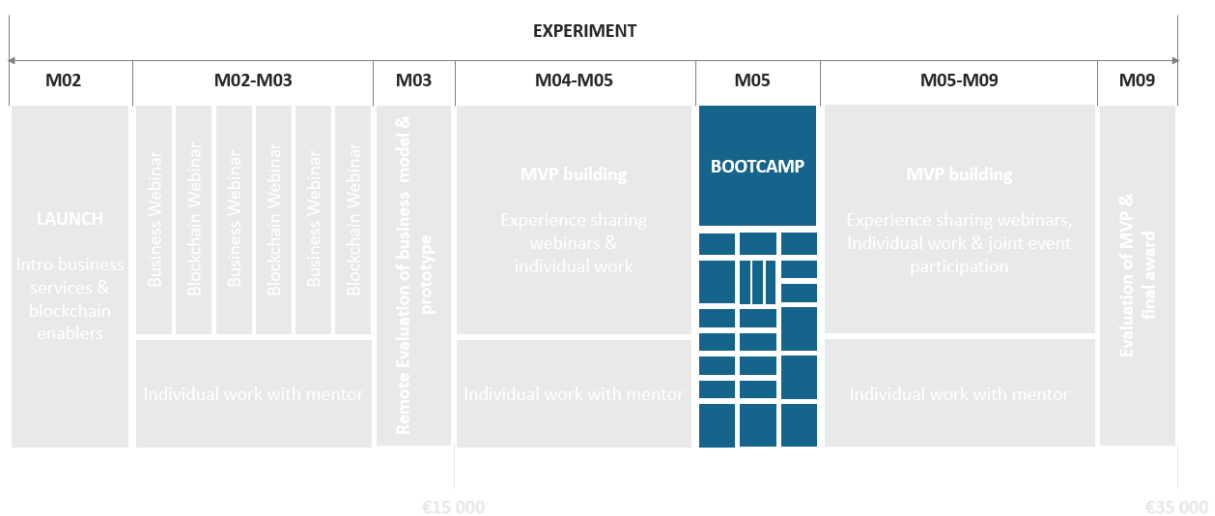 EXPERIMENT
M02
M02-M03
M03
M04-M05
M05
M05-M09
M09
LAUNCH
Intro business
services &
blockchain
enablers
Business Webinar
Blockchain Webinar
Business Webinar
Blockchain Webinar
Business Webinar
Blockchain Webinar
Individual work with mentor
Remote Evaluation of business model &
prototype
MVP building
Experience sharing
webinars &
individual work
Individual work with mentor
BOOTCAMP
MVP building
Experience sharing webinars,
Individual work & joint event
participation
Individual work with mentor
Evaluation of MVP &
final award
€15 000
€35 000